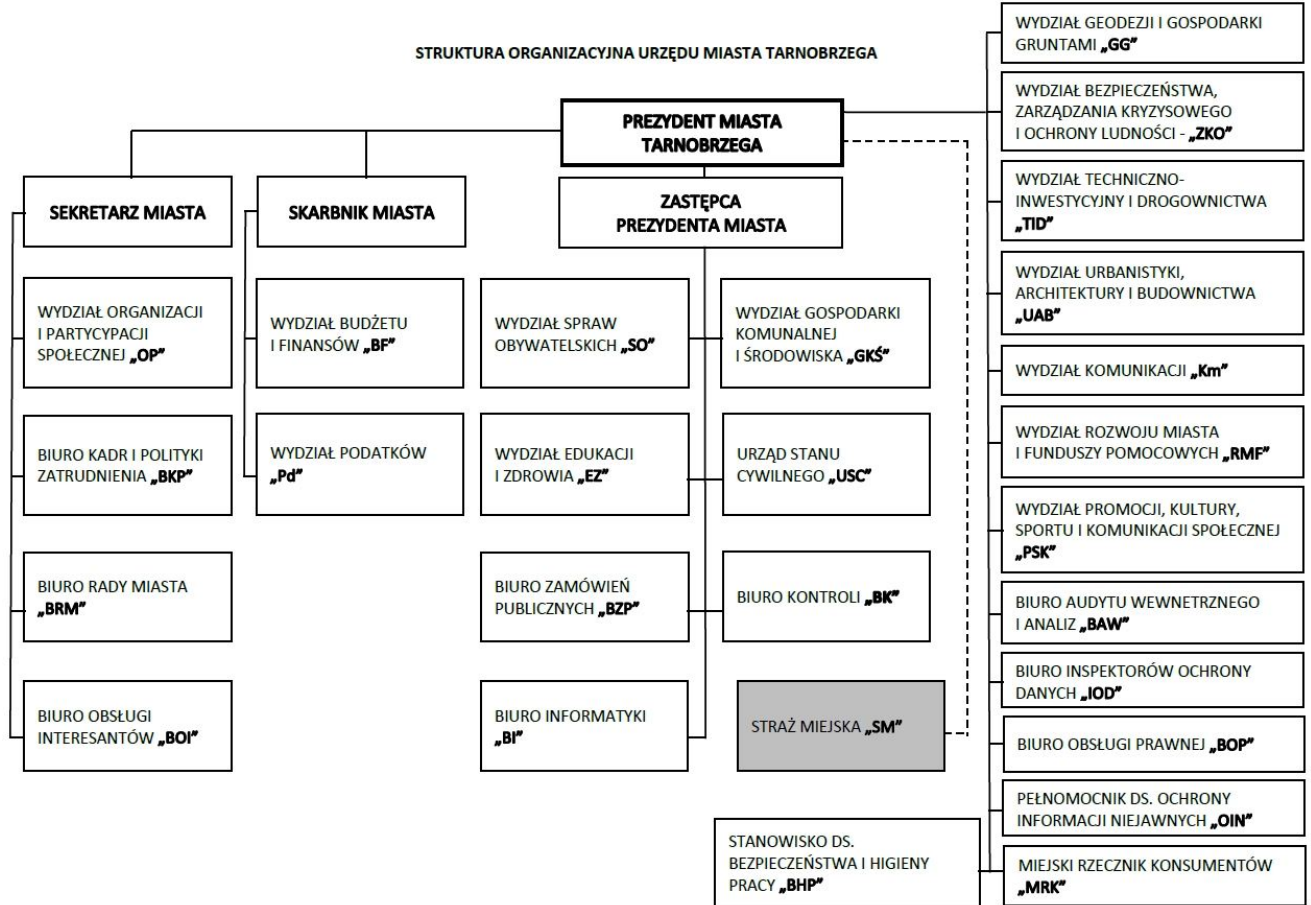 STRUKTURA ORGANIZACYJNA URZĘDU MIASTA TARNOBRZEGA
PREZYDENT MIASTA
TARNOBRZEGA
SEKRETARZ MIASTA
SKARBNIK MIASTA
ZASTĘPCA
PREZYDENTA MIASTA
WYDZIAŁ ORGANIZACJI
I PARTYCYPACJI
SPOŁECZNEJ „OP”
BIURO KADR I POLITYKI
ZATRUDNIENIA „BKP”
BIURO RADY MIASTA
„BRM”
BIURO OBSŁUGI
INTERESANTÓW „BOI”
WYDZIAŁ BUDŻETU
I FINANSÓW „BF”
WYDZIAŁ PODATKÓW
„Pd”
WYDZIAŁ SPRAW
OBYWATELSKICH „SO”
WYDZIAŁ EDUKACJI
I ZDROWIA „EZ”
BIURO ZAMÓWIEŃ
PUBLICZNYCH „BZP”
BIURO INFORMATYKI
„BI”
WYDZIAŁ GOSPODARKI
KOMUNALNEJ
I ŚRODOWISKA „GKŚ”
URZĄD STANU
CYWILNEGO „USC”
BIURO KONTROLI „BK”
STRAŻ MIEJSKA „SM”
STANOWISKO DS.
BEZPIECZEŃSTWA I HIGIENY
PRACY „BHP”
WYDZIAŁ GEODEZJI I GOSPODARKI
GRUNTAMI „GG”
WYDZIAŁ BEZPIECZEŃSTWA,
ZARZĄDZANIA KRYZYSOWEGO
I OCHRONY LUDNOŚCI - „ZKO”
WYDZIAŁ TECHNICZNO-
INWESTYCYJNY I DROGOWNICTWA
„TID”
WYDZIAŁ URBANISTYKI,
ARCHITEKTURY I BUDOWNICTWA
„UAB”
WYDZIAŁ KOMUNIKACJI „Km”
WYDZIAŁ ROZWOJU MIASTA
I FUNDUSZY POMOCOWYCH „RMF”
WYDZIAŁ PROMOCJI, KULTURY,
SPORTU I KOMUNIKACJI SPOŁECZNEJ
„PSK”
BIURO AUDYTU WEWNETRZNEGO
I ANALIZ „BAW”
BIURO INSPEKTORÓW OCHRONY
DANYCH „IOD”
BIURO OBSŁUGI PRAWNEJ „BOP”
PEŁNOMOCNIK DS. OCHRONY
INFORMACJI NIEJAWNYCH „OIN”
MIEJSKI RZECZNIK KONSUMENTÓW
„MRK”